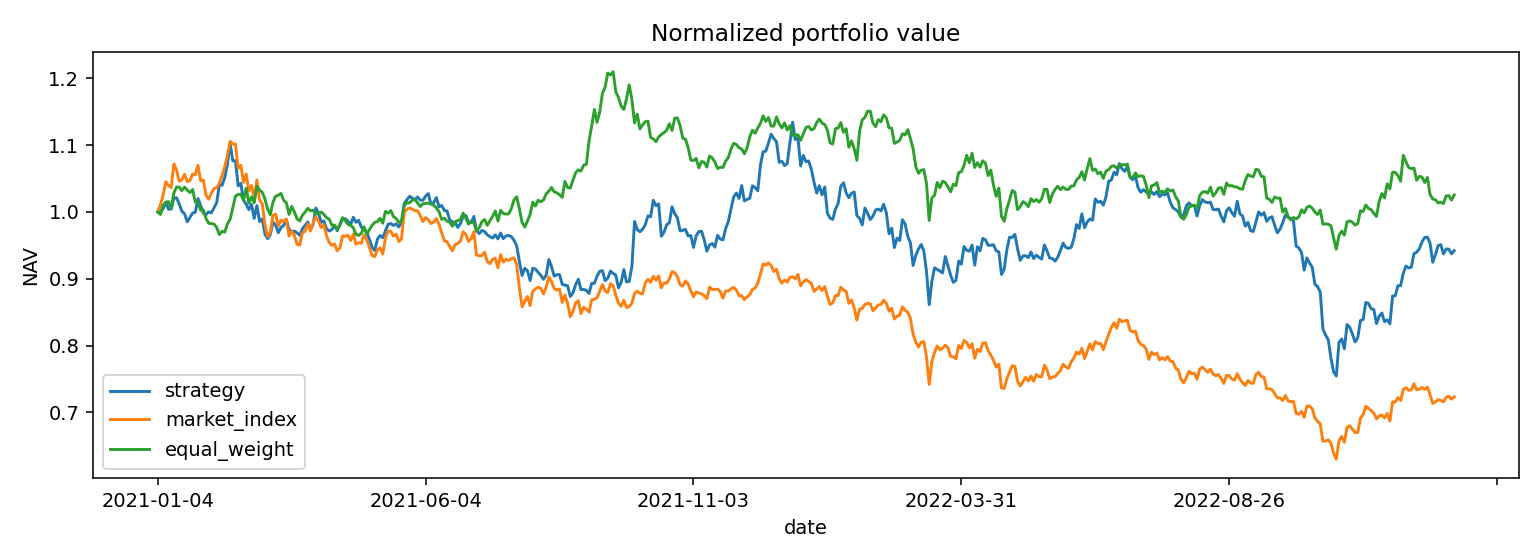 Normalized portfolio value
1.2
1.1
1.0
0.9
0.8
0.7
NAV
strategy
market_index
equal_weight
2021-01-04
2021-06-04
2021-11-03
2022-03-31
2022-08-26
date